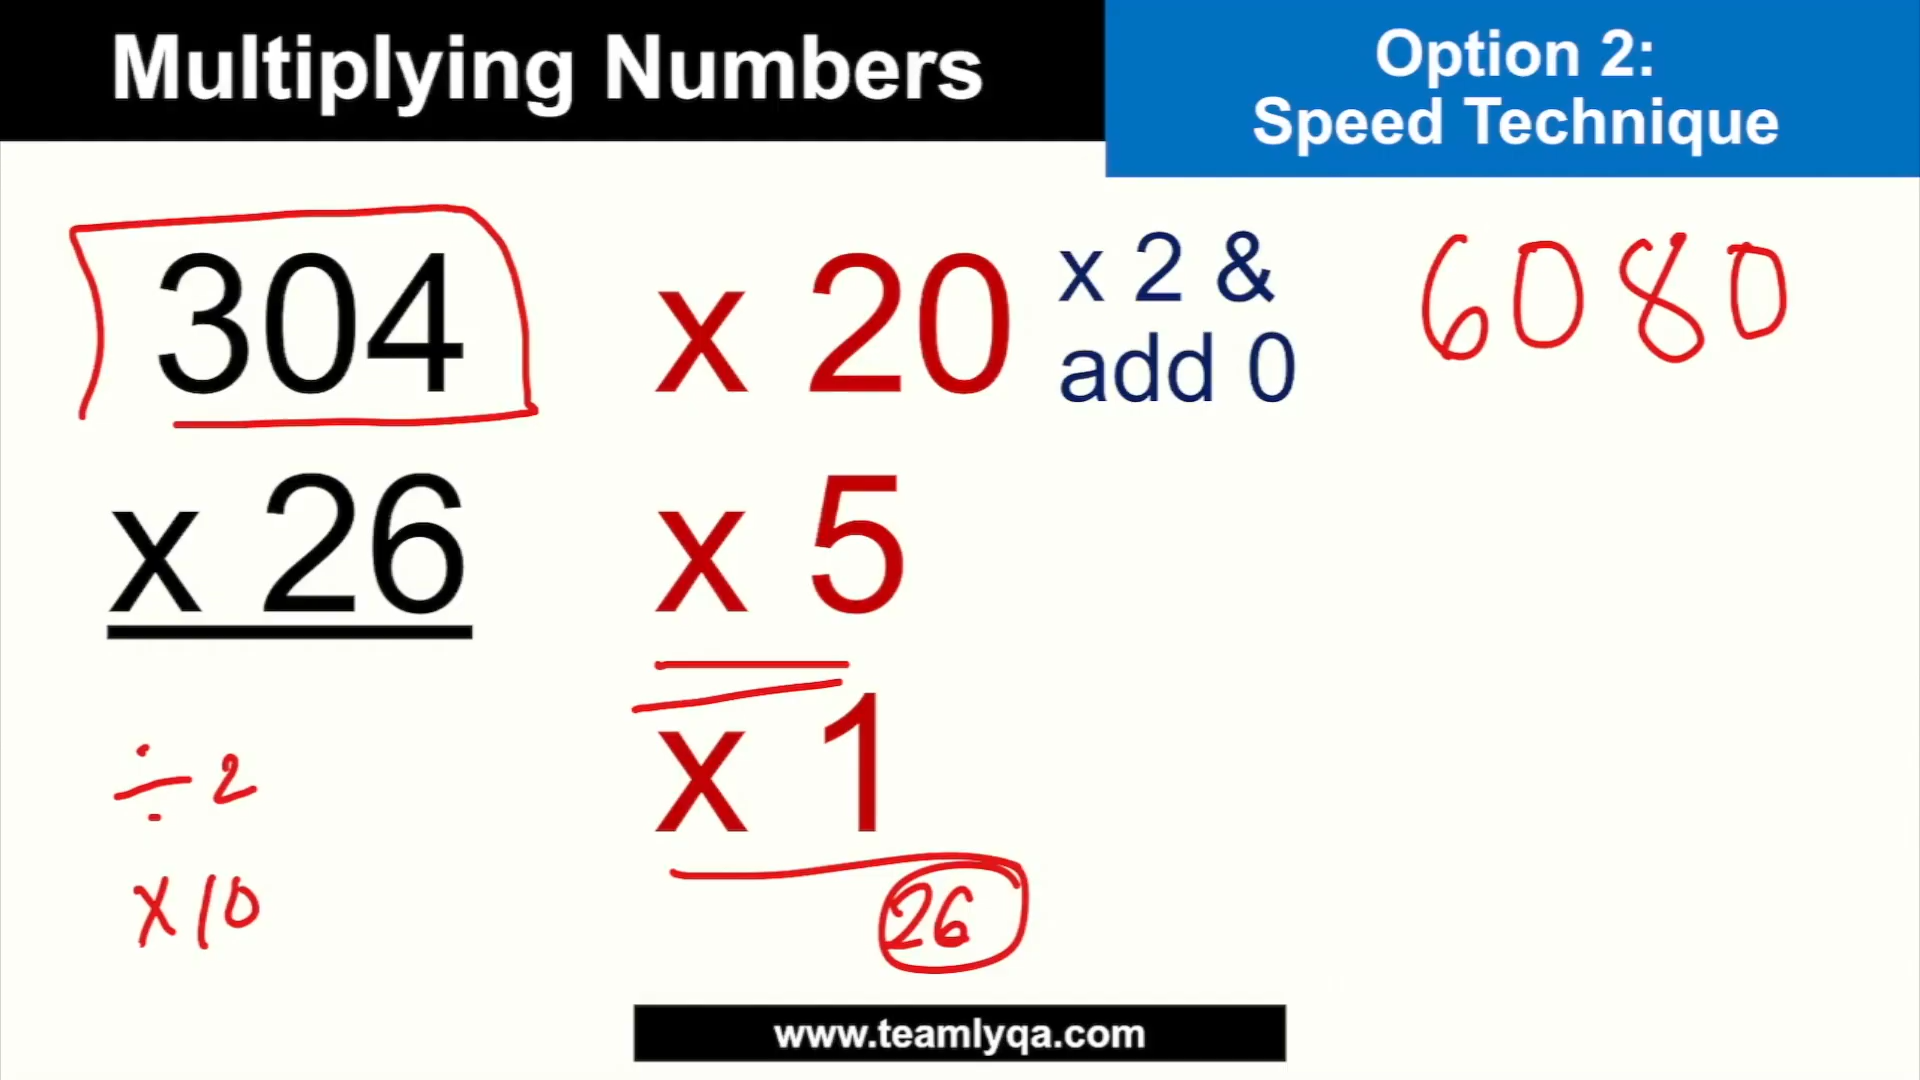 Multiplying Numbers
Option 2:
Speed Technique
304
x 26
x 20
x 2 &
add 0
6080
x 5
x 1
26
÷ 2
x 10
www.teamlyqa.com